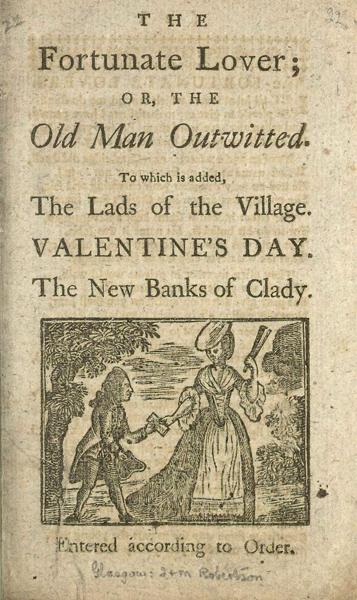 THE
Fortunate Lover;
OR, THE
Old Man Outwitted.
To which is added,
The Lads of the Village.
VALENTINE'S DAY.
The New Banks of Clady.
Entered according to Order.
Glasgow: J & M Robertson